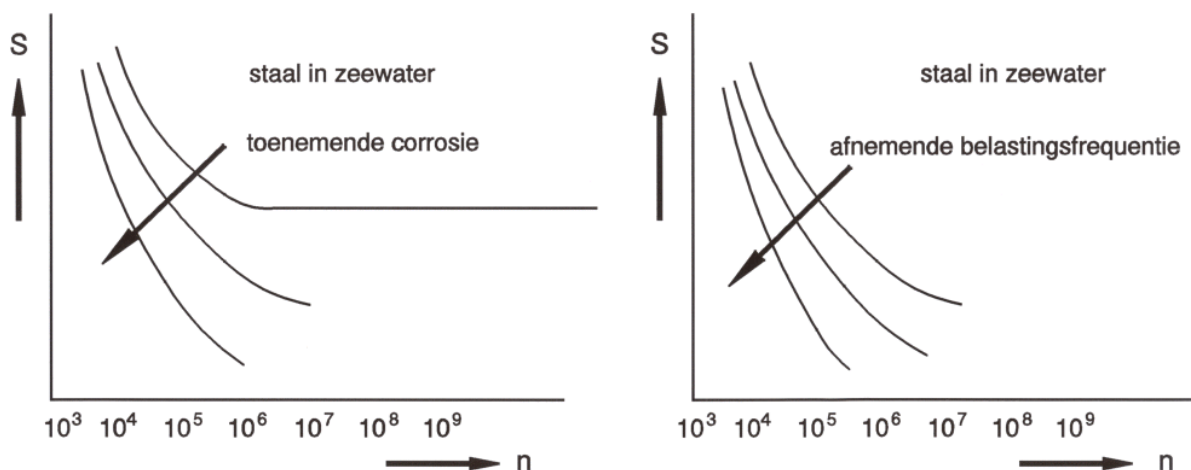 S
staal in zeewater
toenemende corrosie
10³ 10⁴ 10⁵ 10⁶ 10⁷ 10⁸ 10⁹
n
S
staal in zeewater
afnemende belastingsfrequentie
10³ 10⁴ 10⁵ 10⁶ 10⁷ 10⁸ 10⁹
n